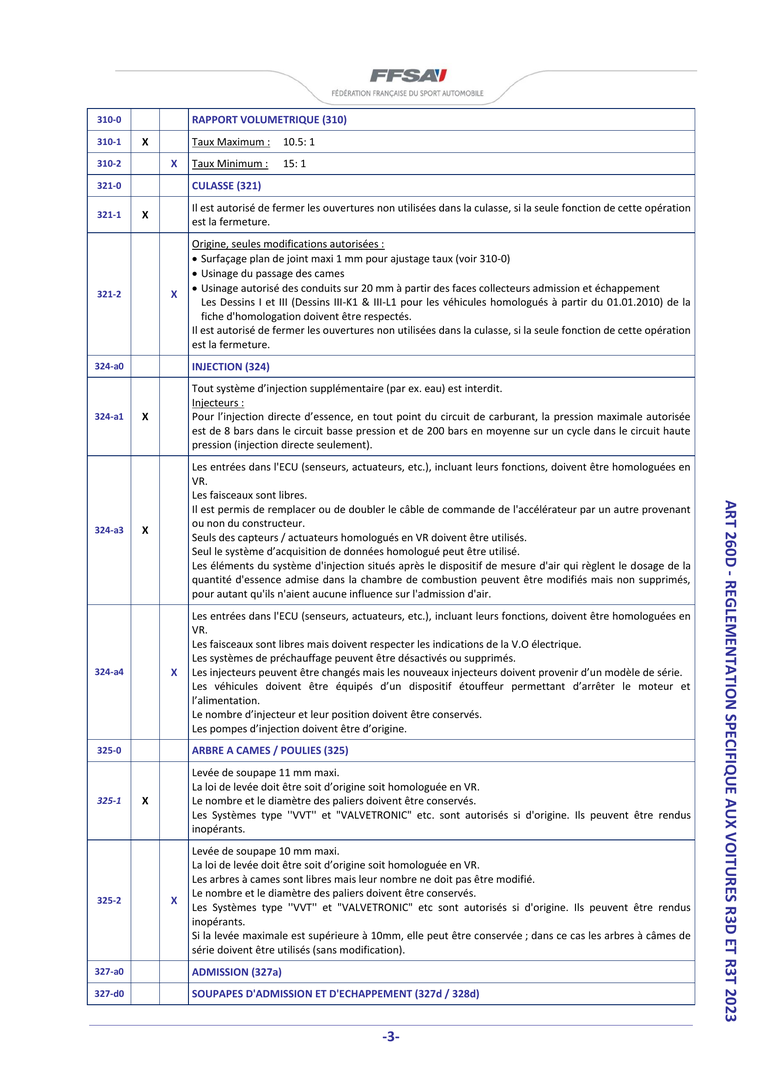 FFSA
FÉDÉRATION FRANÇAISE DU SPORT AUTOMOBILE
310-0 RAPPORT VOLUMETRIQUE (310)
310-1 X Taux Maximum : 10.5: 1
310-2 X Taux Minimum : 15: 1
321-0 CULASSE (321)
321-1 X Il est autorisé de fermer les ouvertures non utilisées dans la culasse, si la seule fonction de cette opération
est la fermeture.
321-2 X Origine, seules modifications autorisées :
• Surfaçage plan de joint maxi 1 mm pour ajustage taux (voir 310-0)
• Usinage du passage des cames
• Usinage autorisé des conduits sur 20 mm à partir des faces collecteurs admission et échappement
Les Dessins I et III (Dessins III-K1 & III-L1 pour les véhicules homologués à partir du 01.01.2010) de la
fiche d'homologation doivent être respectés.
Il est autorisé de fermer les ouvertures non utilisées dans la culasse, si la seule fonction de cette opération
est la fermeture.
324-a0 INJECTION (324)
324-a1 X Tout système d’injection supplémentaire (par ex. eau) est interdit.
Injecteurs :
Pour l’injection directe d’essence, en tout point du circuit de carburant, la pression maximale autorisée
est de 8 bars dans le circuit basse pression et de 200 bars en moyenne sur un cycle dans le circuit haute
pression (injection directe seulement).
324-a3 X Les entrées dans l'ECU (senseurs, actuateurs, etc.), incluant leurs fonctions, doivent être homologuées en
VR.
Les faisceaux sont libres.
Il est permis de remplacer ou de doubler le câble de commande de l'accélérateur par un autre provenant
ou non du constructeur.
Seuls des capteurs / actuateurs homologués en VR doivent être utilisés.
Seul le système d’acquisition de données homologué peut être utilisé.
Les éléments du système d'injection situés après le dispositif de mesure d'air qui règlent le dosage de la
quantité d'essence admise dans la chambre de combustion peuvent être modifiés mais non supprimés,
pour autant qu'ils n'aient aucune influence sur l'admission d'air.
324-a4 X Les entrées dans l'ECU (senseurs, actuateurs, etc.), incluant leurs fonctions, doivent être homologuées en
VR.
Les faisceaux sont libres mais doivent respecter les indications de la V.O électrique.
Les systèmes de préchauffage peuvent être désactivés ou supprimés.
Les injecteurs peuvent être changés mais les nouveaux injecteurs doivent provenir d’un modèle de série.
Les véhicules doivent être équipés d’un dispositif étouffeur permettant d’arrêter le moteur et
l’alimentation.
Le nombre d’injecteur et leur position doivent être conservés.
Les pompes d’injection doivent être d’origine.
325-0 ARBRE A CAMES / POULIES (325)
325-1 X Levée de soupape 11 mm maxi.
La loi de levée doit être soit d’origine soit homologuée en VR.
Le nombre et le diamètre des paliers doivent être conservés.
Les Systèmes type ''VVT'' et "VALVETRONIC" etc. sont autorisés si d'origine. Ils peuvent être rendus
inopérants.
325-2 X Levée de soupape 10 mm maxi.
La loi de levée doit être soit d’origine soit homologuée en VR.
Les arbres à cames sont libres mais leur nombre ne doit pas être modifié.
Le nombre et le diamètre des paliers doivent être conservés.
Les Systèmes type ''VVT'' et "VALVETRONIC" etc sont autorisés si d'origine. Ils peuvent être rendus
inopérants.
Si la levée maximale est supérieure à 10mm, elle peut être conservée ; dans ce cas les arbres à câmes de
série doivent être utilisés (sans modification).
327-a0 ADMISSION (327a)
327-d0 SOUPAPES D'ADMISSION ET D'ECHAPPEMENT (327d / 328d)
ART 260D - REGLEMENTATION SPECIFIQUE AUX VOITURES R3D ET R3T 2023
-3-